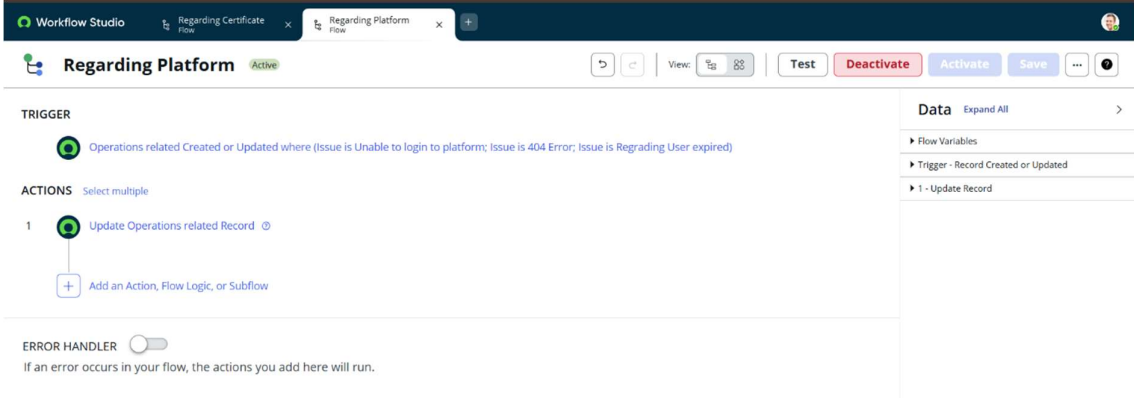 Workflow Studio
Regarding Certificate
Flow
Regarding Platform
Flow
Regarding Platform
Active
View:
Test
Deactivate
Activate
Save
TRIGGER
Operations related Created or Updated where (Issue is Unable to login to platform; Issue is 404 Error; Issue is Regrading User expired)
ACTIONS Select multiple
1
Update Operations related Record
Add an Action, Flow Logic, or Subflow
ERROR HANDLER
If an error occurs in your flow, the actions you add here will run.
Data Expand All
Flow Variables
Trigger - Record Created or Updated
1 - Update Record